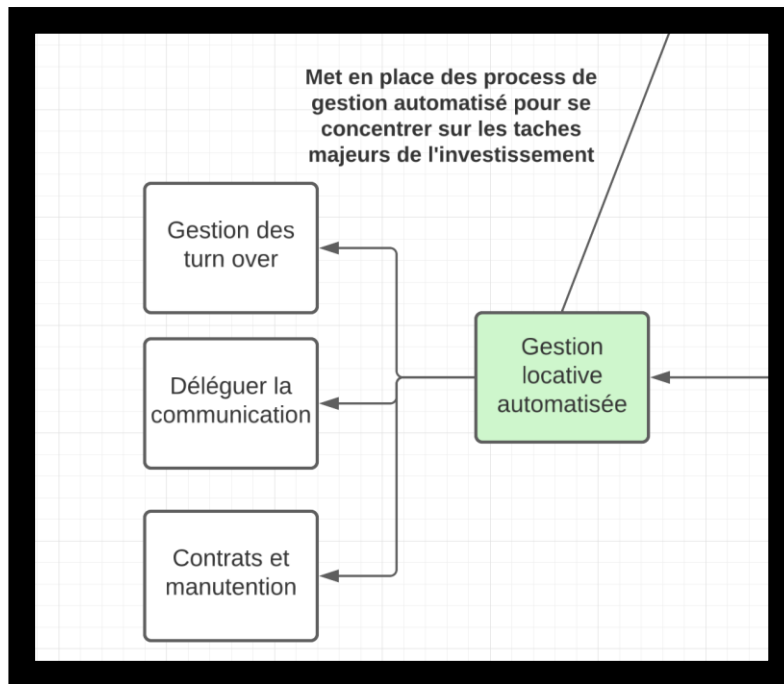 Met en place des process de
gestion automatisé pour se
concentrer sur les taches
majeurs de l'investissement
Gestion des
turn over
Déléguer la
communication
Contrats et
manutention
Gestion
locative
automatisée